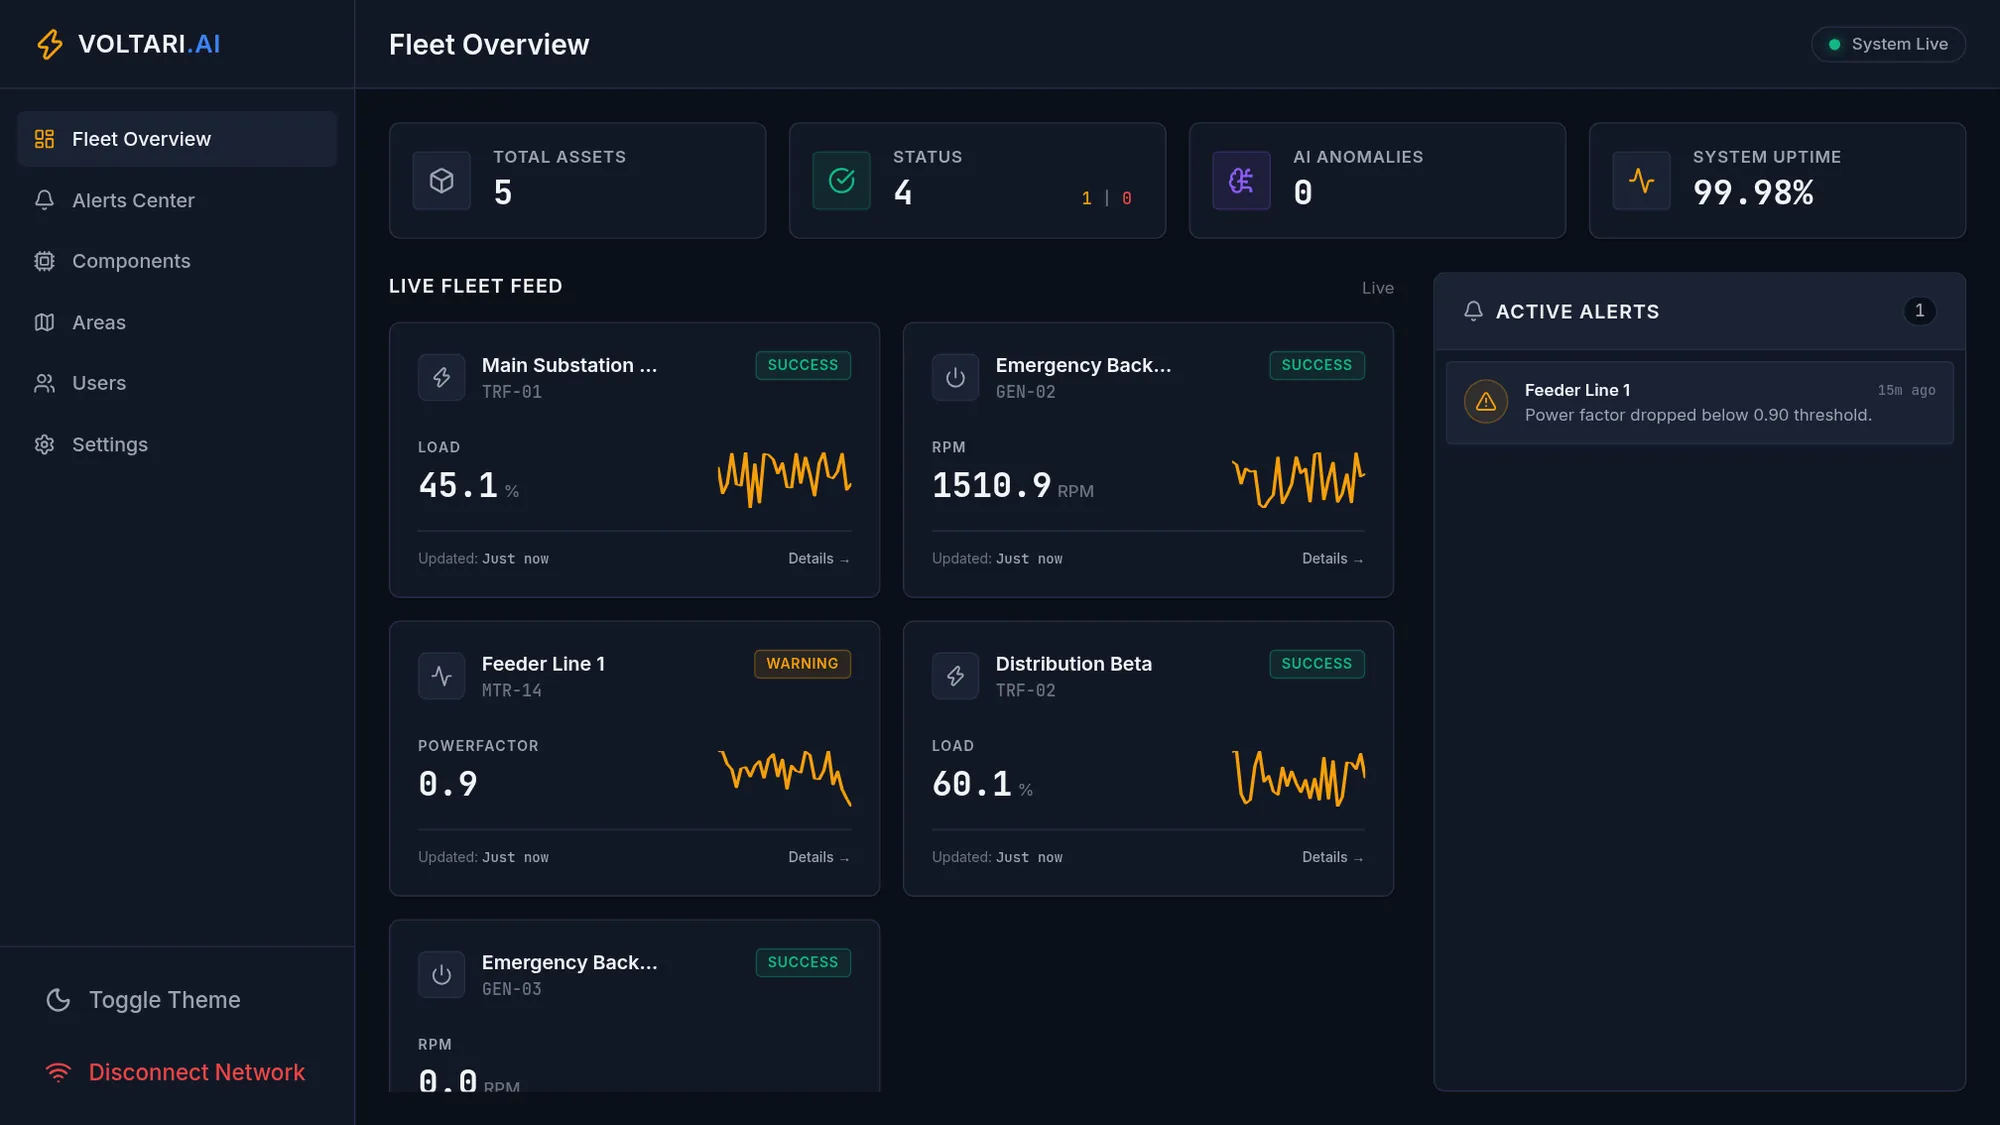 VOLTARI.AI
Fleet Overview
Alerts Center
Components
Areas
Users
Settings
Toggle Theme
Disconnect Network
Fleet Overview
System Live
TOTAL ASSETS
5
STATUS
4
1 | 0
AI ANOMALIES
0
SYSTEM UPTIME
99.98%
LIVE FLEET FEED
Live
Main Substation ...
SUCCESS
TRF-01
LOAD
45.1 %
Updated: Just now
Details →
Emergency Back...
SUCCESS
GEN-02
RPM
1510.9 RPM
Updated: Just now
Details →
Feeder Line 1
WARNING
MTR-14
POWERFACTOR
0.9
Updated: Just now
Details →
Distribution Beta
SUCCESS
TRF-02
LOAD
60.1 %
Updated: Just now
Details →
Emergency Back...
SUCCESS
GEN-03
RPM
0.0 RPM
ACTIVE ALERTS
1
Feeder Line 1
15m ago
Power factor dropped below 0.90 threshold.